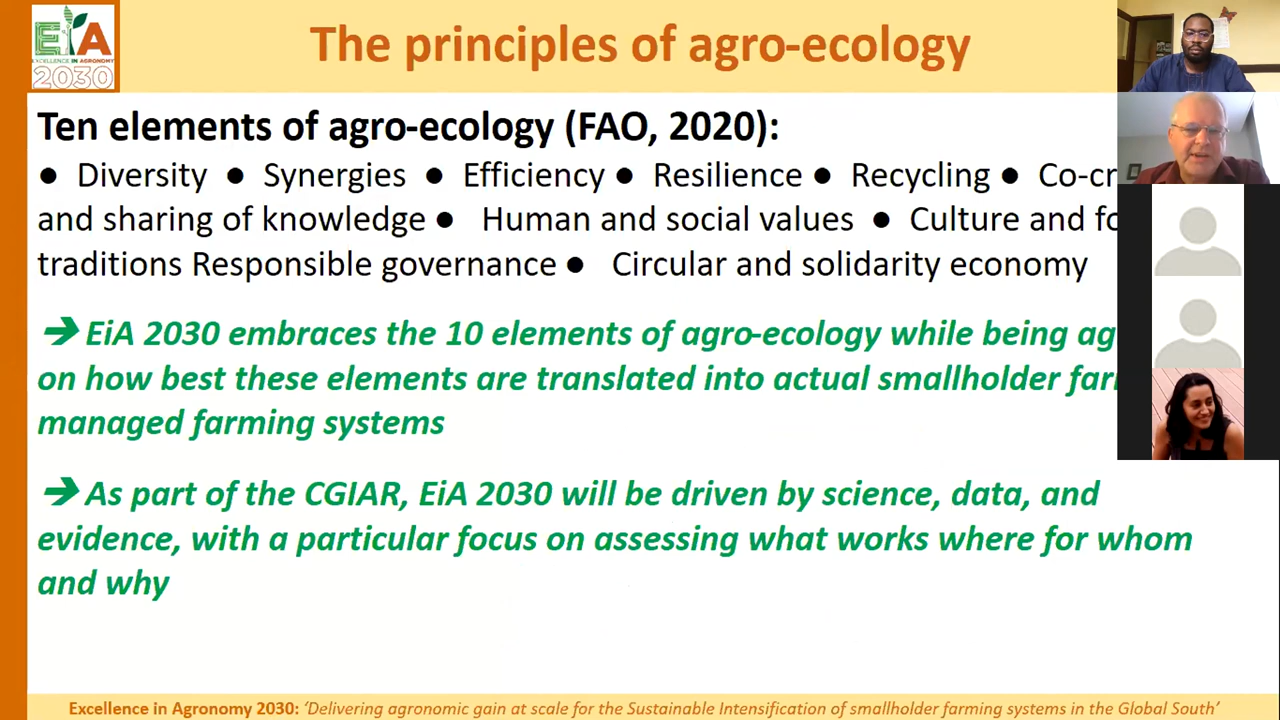 EiA
EXCELLENCE IN AGRONOMY
2030
The principles of agro-ecology
Ten elements of agro-ecology (FAO, 2020):
● Diversity ● Synergies ● Efficiency ● Resilience ● Recycling ●
and sharing of knowledge ● Human and social values ● Culture and
traditions Responsible governance ● Circular and solidarity economy
➔ EiA 2030 embraces the 10 elements of agro-ecology while being
on how best these elements are translated into actual smallholder
managed farming systems
➔ As part of the CGIAR, EiA 2030 will be driven by science, data, and
evidence, with a particular focus on assessing what works where for whom
and why
Excellence in Agronomy 2030: ‘Delivering agronomic gain at scale for the Sustainable Intensification of smallholder farming systems in the Global South’